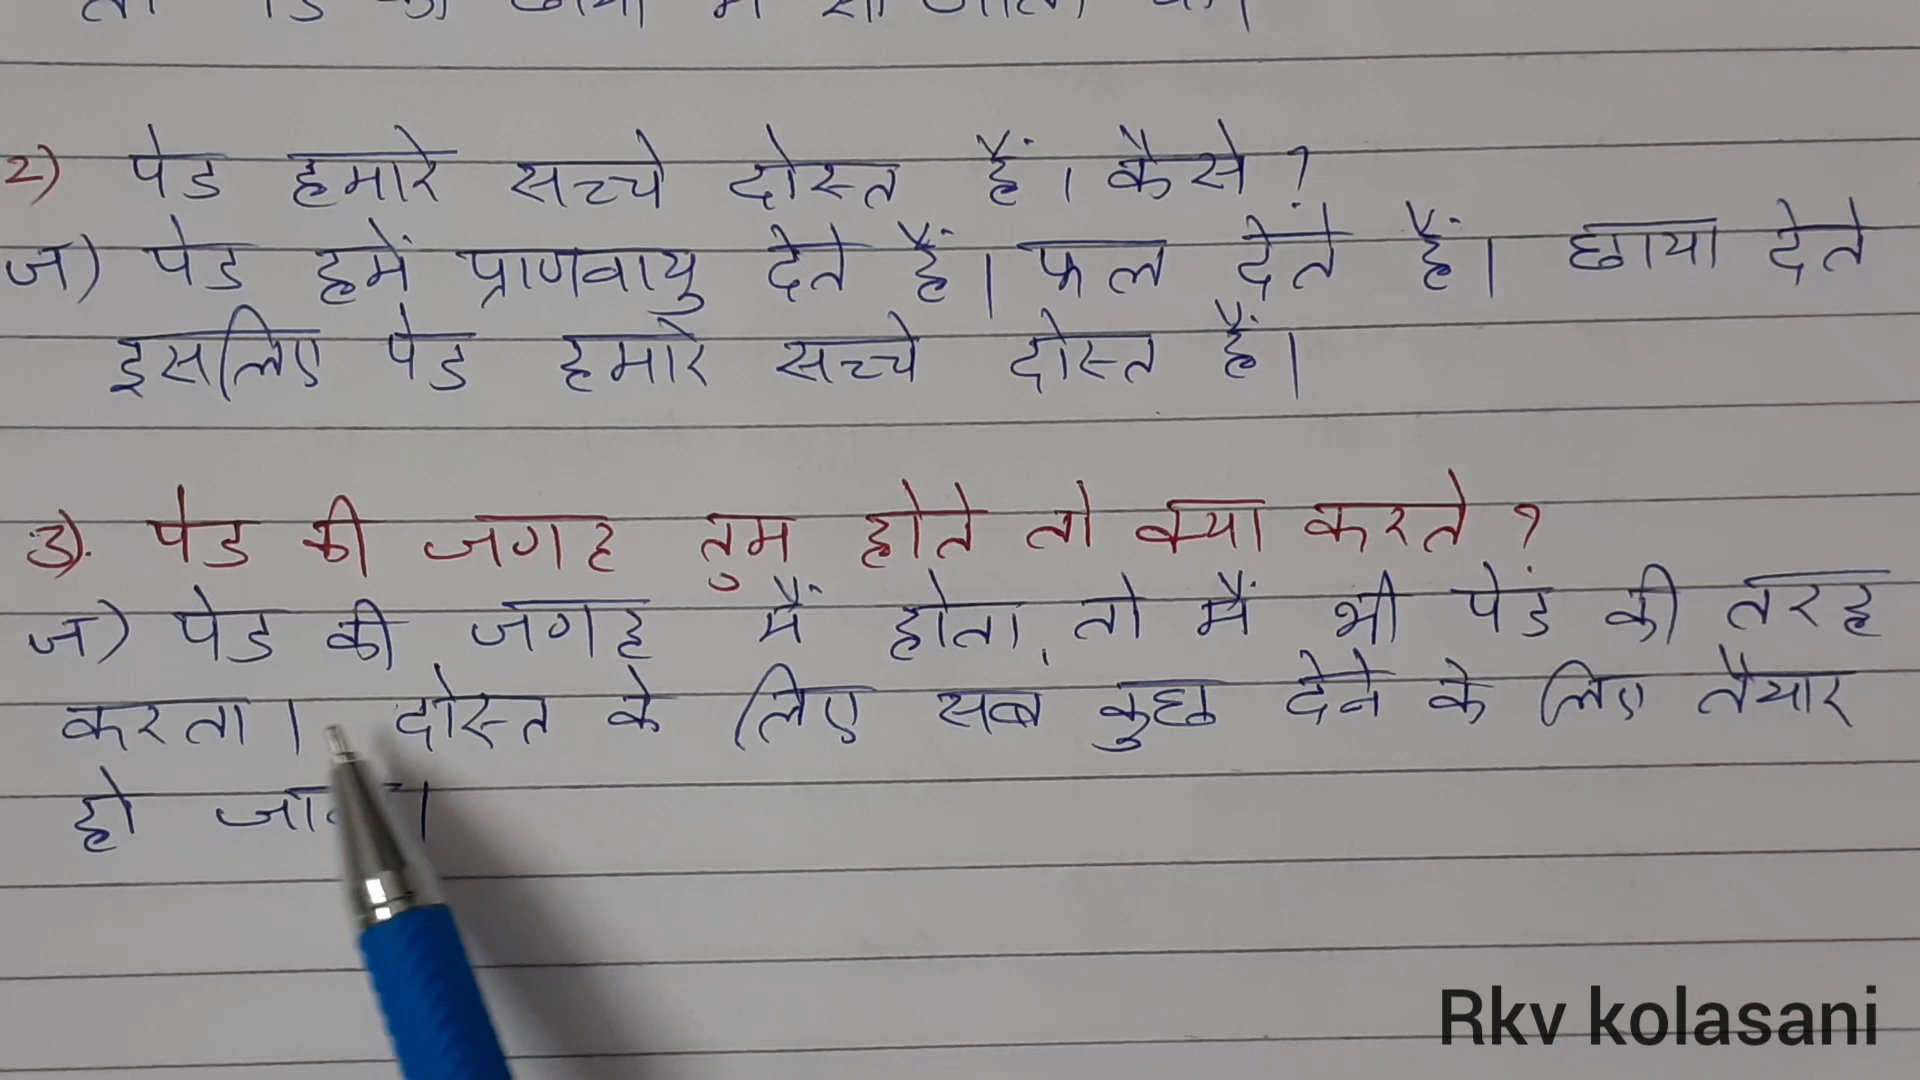 2) पेड हमारे सच्चे दोस्त हैं। कैसे?
ज) पेड हमें प्राणवायु देते हैं। फल देते हैं। छाया देते
इसलिए पेड हमारे सच्चे दोस्त हैं।
3). पेड की जगह तुम होते तो क्या करते?
ज) पेड की जगह मैं होता, तो मैं भी पेड की तरह
करता। दोस्त के लिए सब कुछ देने के लिए तैयार
हो
Rkv kolasani